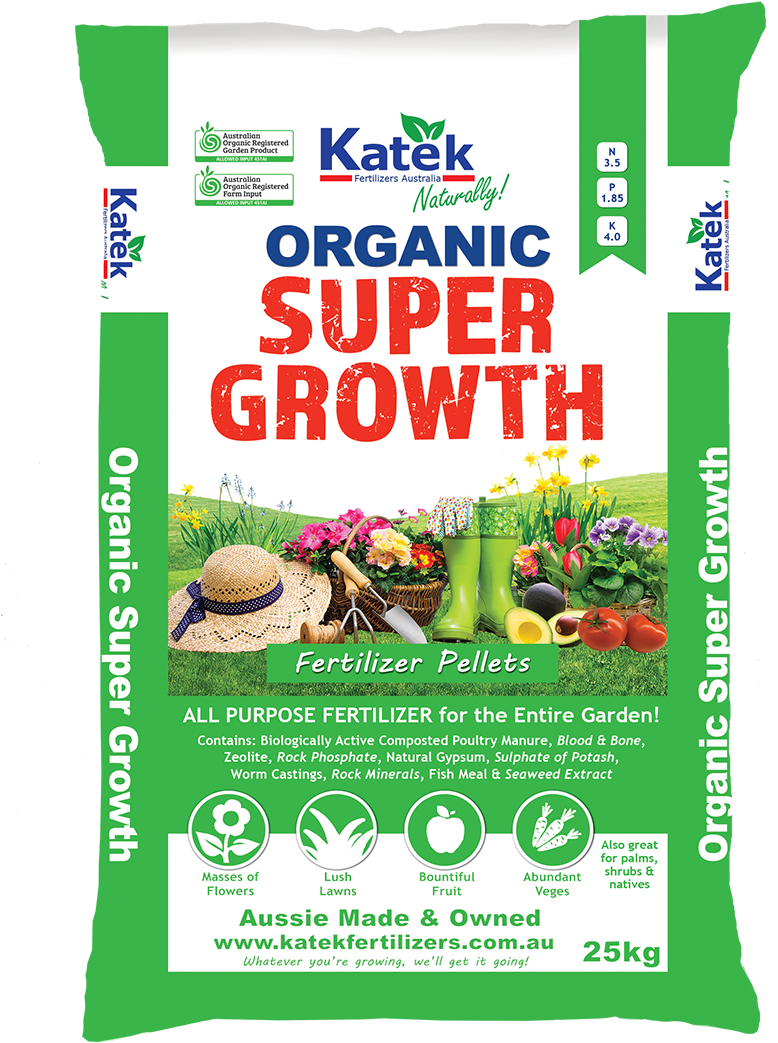 Australian
Organic Registered
Garden Product
ALLOWED INPUT 451AI
Australian
Organic Registered
Farm Input
ALLOWED INPUT 451AI
Katek
Fertilizers Australia
Naturally!
N
3.5
P
1.85
K
4.0
Katek
Fertilizers Australia
Katek
Fertilizers Australia
ORGANIC
SUPER
GROWTH
Organic Super Growth
Organic Super Growth
Fertilizer Pellets
ALL PURPOSE FERTILIZER for the Entire Garden!
Contains: Biologically Active Composted Poultry Manure, Blood & Bone,
Zeolite, Rock Phosphate, Natural Gypsum, Sulphate of Potash,
Worm Castings, Rock Minerals, Fish Meal & Seaweed Extract
Masses of
Flowers
Lush
Lawns
Bountiful
Fruit
Abundant
Veges
Also great
for palms,
shrubs &
natives
Aussie Made & Owned
www.katekfertilizers.com.au
Whatever you're growing, we'll get it going!
25kg